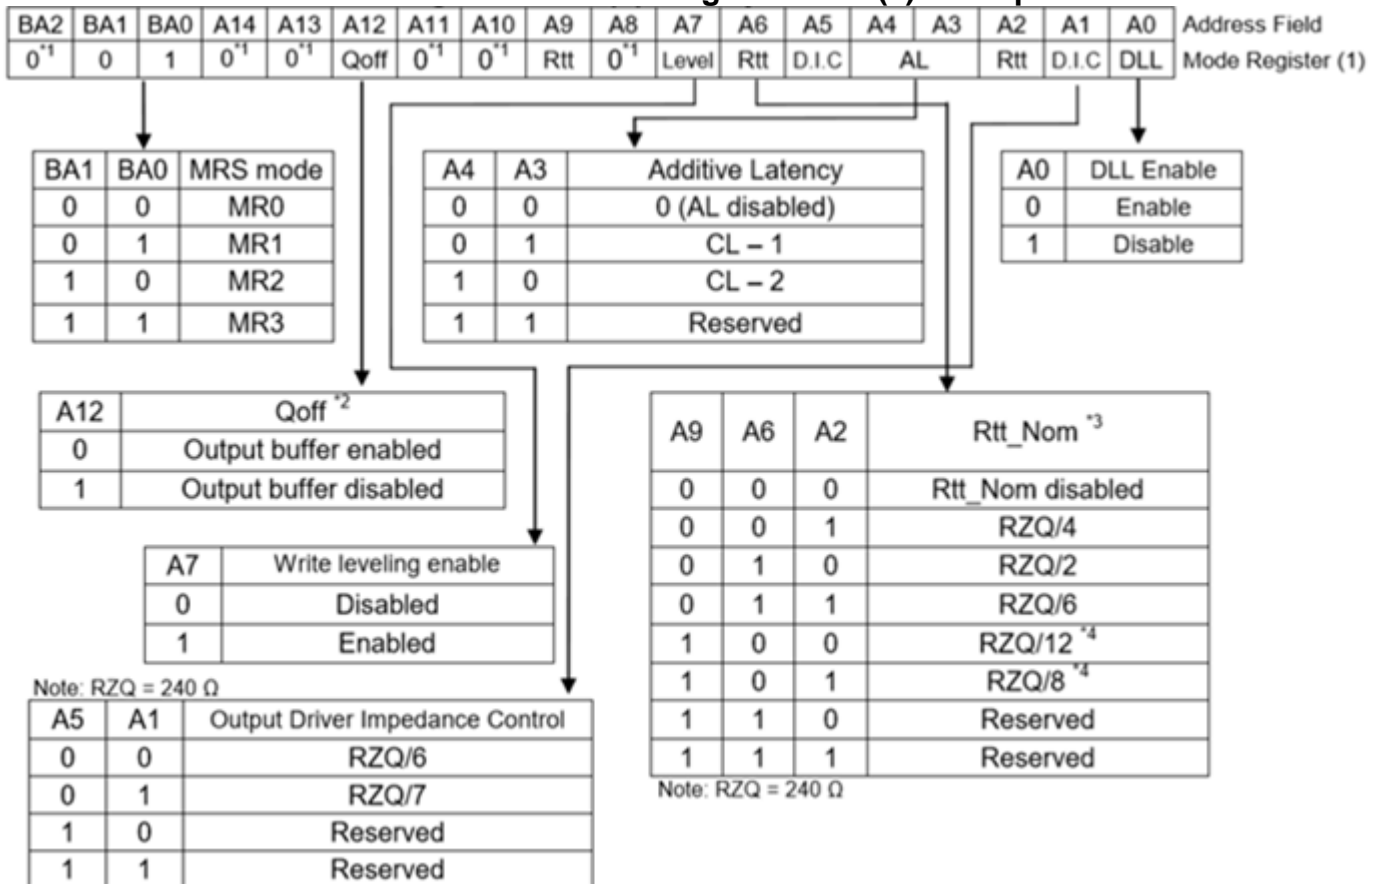 BA2 BA1 BA0 A14 A13 A12 A11 A10 A9 A8 A7 A6 A5 A4 A3 A2 A1 A0 Address Field
0*1 0 1 0*1 0*1 Qoff 0*1 0*1 Rtt 0*1 Level Rtt D.I.C AL Rtt D.I.C DLL Mode Register (1)
BA1 BA0 MRS mode
0 0 MR0
0 1 MR1
1 0 MR2
1 1 MR3
A4 A3 Additive Latency
0 0 0 (AL disabled)
0 1 CL – 1
1 0 CL – 2
1 1 Reserved
A0 DLL Enable
0 Enable
1 Disable
A12 Qoff *2
0 Output buffer enabled
1 Output buffer disabled
A9 A6 A2 Rtt_Nom *3
0 0 0 Rtt_Nom disabled
0 0 1 RZQ/4
0 1 0 RZQ/2
0 1 1 RZQ/6
1 0 0 RZQ/12 *4
1 0 1 RZQ/8 *4
1 1 0 Reserved
1 1 1 Reserved
Note: RZQ = 240 Ω
A7 Write leveling enable
0 Disabled
1 Enabled
Note: RZQ = 240 Ω
A5 A1 Output Driver Impedance Control
0 0 RZQ/6
0 1 RZQ/7
1 0 Reserved
1 1 Reserved